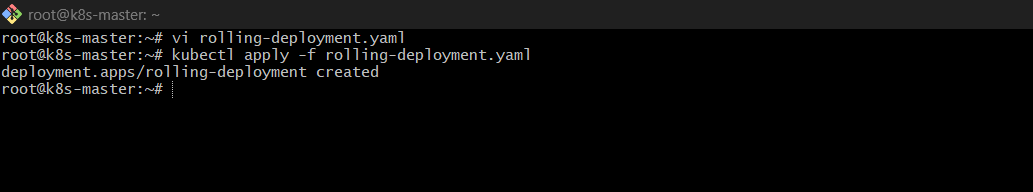 root@k8s-master: ~
root@k8s-master:~# vi rolling-deployment.yaml
root@k8s-master:~# kubectl apply -f rolling-deployment.yaml
deployment.apps/rolling-deployment created
root@k8s-master:~#